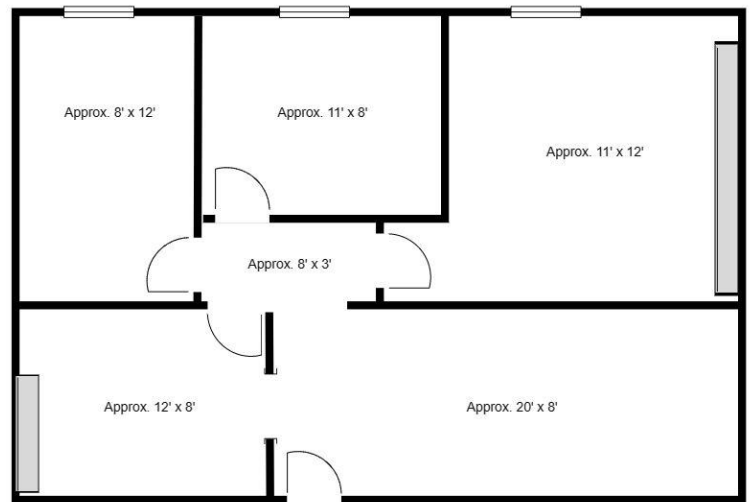 Approx. 8' x 12'
Approx. 11' x 8'
Approx. 11' x 12'
Approx. 8' x 3'
Approx. 12' x 8'
Approx. 20' x 8'